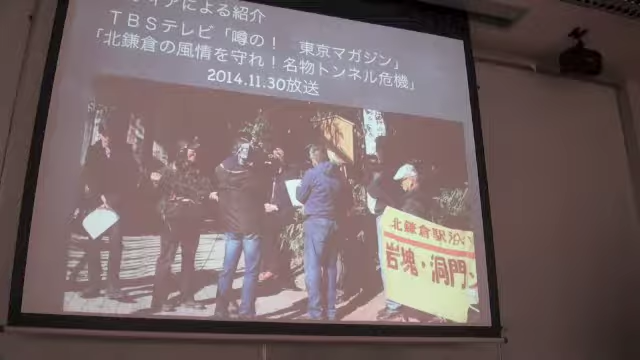 ィアによる紹介
TBSテレビ「噂の!　東京マガジン」
「北鎌倉の風情を守れ!名物トンネル危機」
2014.11.30放送
北鎌倉駅沿い
岩塊・洞門